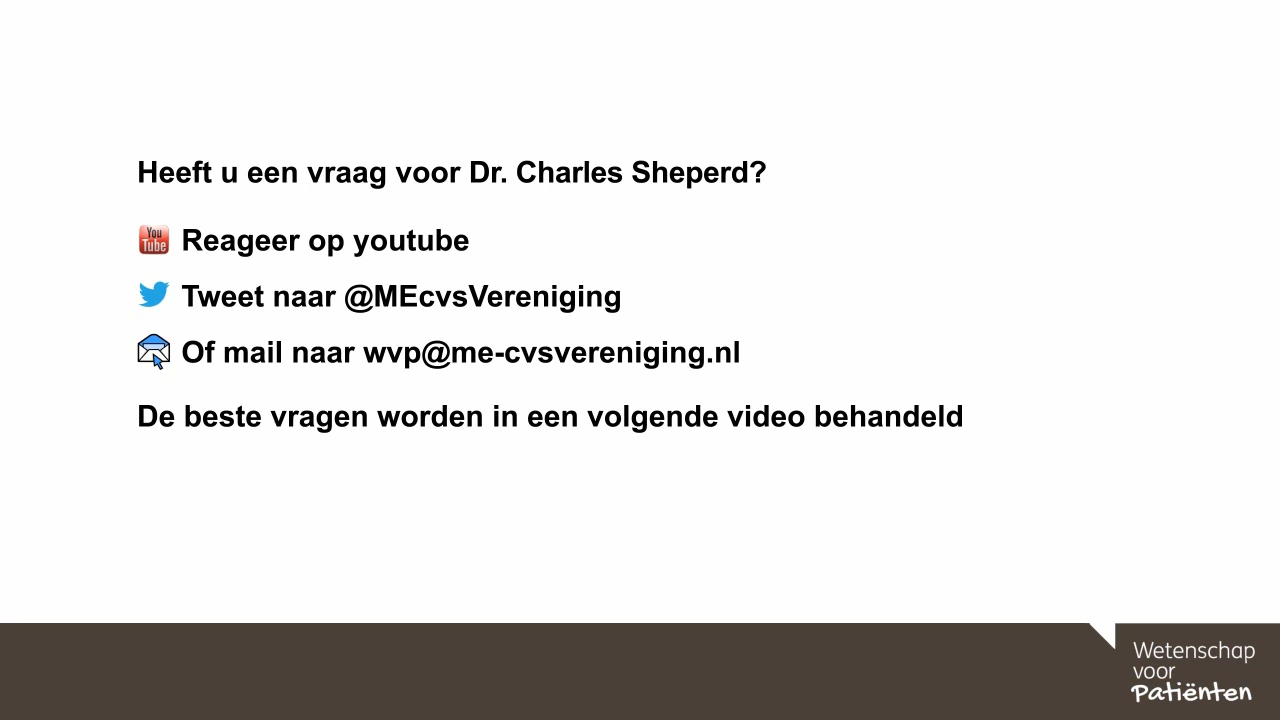 Heeft u een vraag voor Dr. Charles Sheperd?
You
Tube
Reageer op youtube
Tweet naar @MEcvsVereniging
Of mail naar wvp@me-cvsvereniging.nl
De beste vragen worden in een volgende video behandeld
Wetenschap
voor
Patiënten